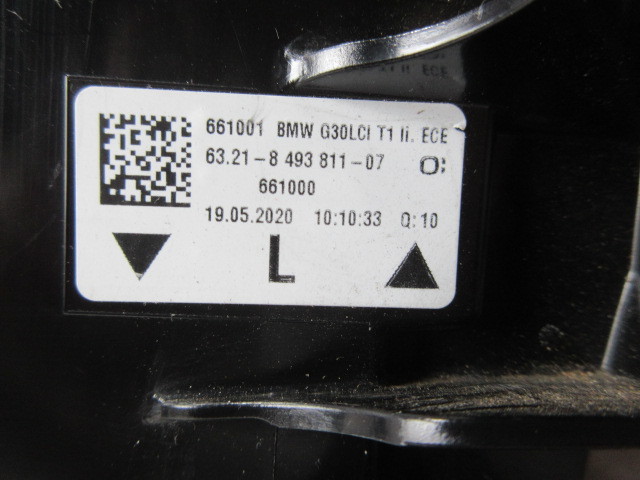 661001 BMW G30LCI T1 li. ECE
63.21-8 493 811-07 O:
661000
19.05.2020 10:10:33 Q:10
L